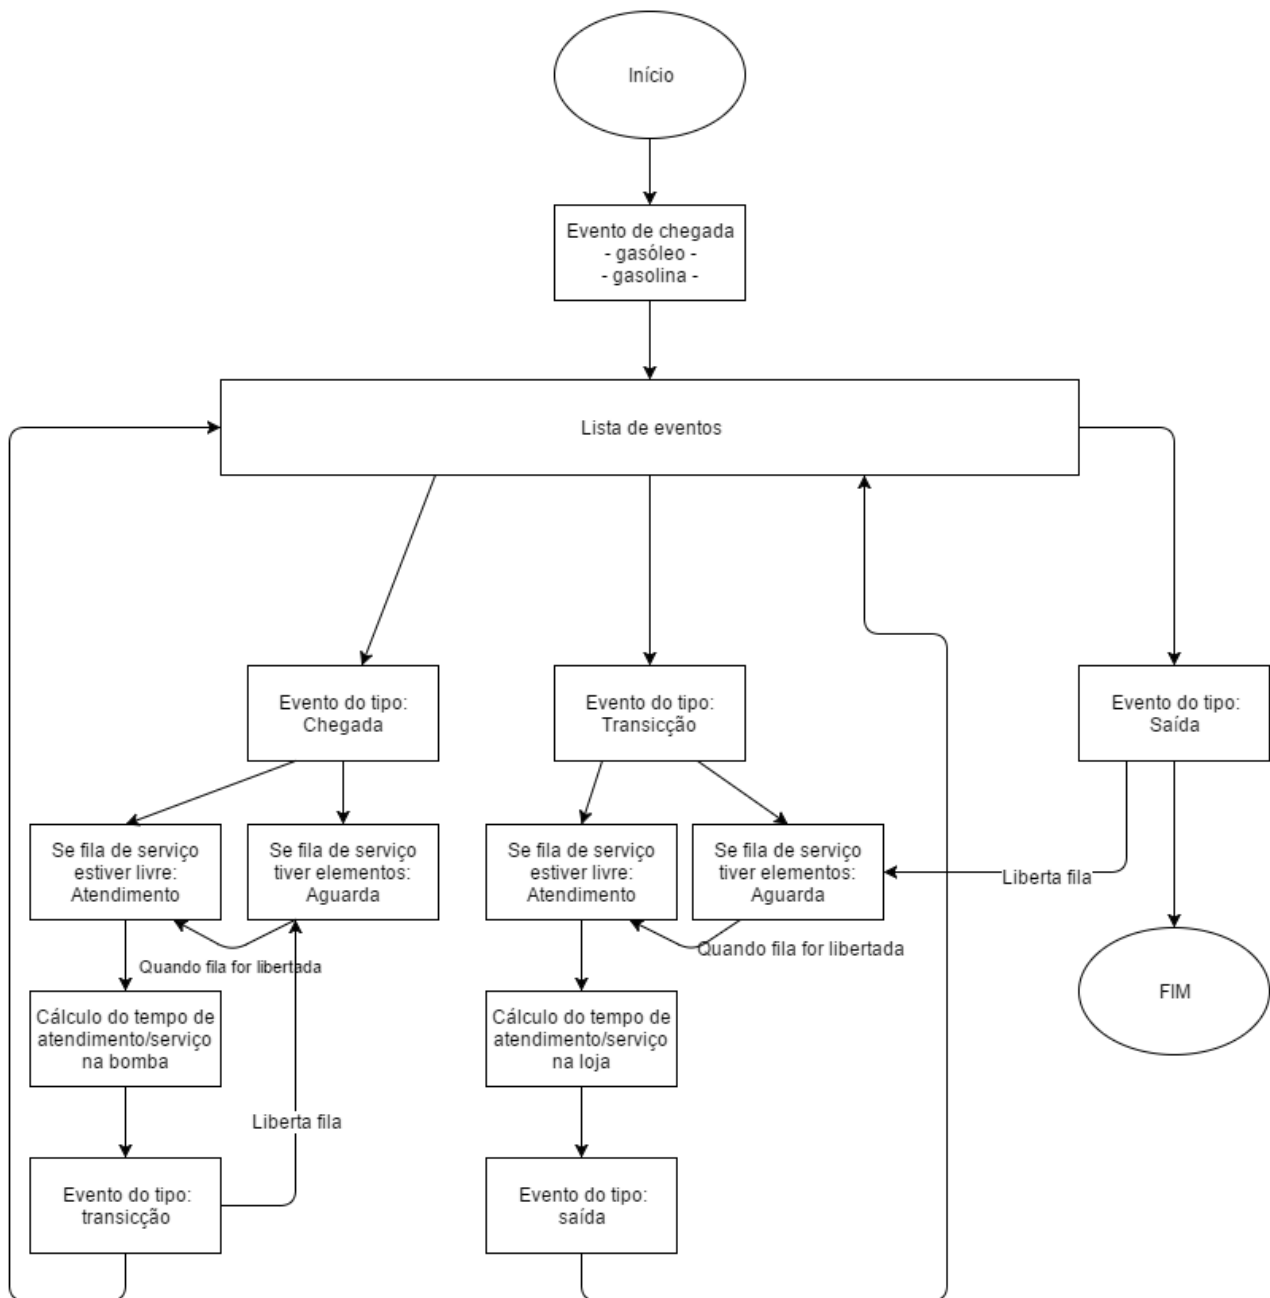 Início
Evento de chegada
- gasóleo -
- gasolina -
Lista de eventos
Evento do tipo:
Chegada
Evento do tipo:
Transicção
Evento do tipo:
Saída
Se fila de serviço
estiver livre:
Atendimento
Se fila de serviço
tiver elementos:
Aguarda
Se fila de serviço
estiver livre:
Atendimento
Se fila de serviço
tiver elementos:
Aguarda
Liberta fila
Quando fila for libertada
Quando fila for libertada
FIM
Cálculo do tempo de
atendimento/serviço
na bomba
Cálculo do tempo de
atendimento/serviço
na loja
Liberta fila
Evento do tipo:
transicção
Evento do tipo:
saída